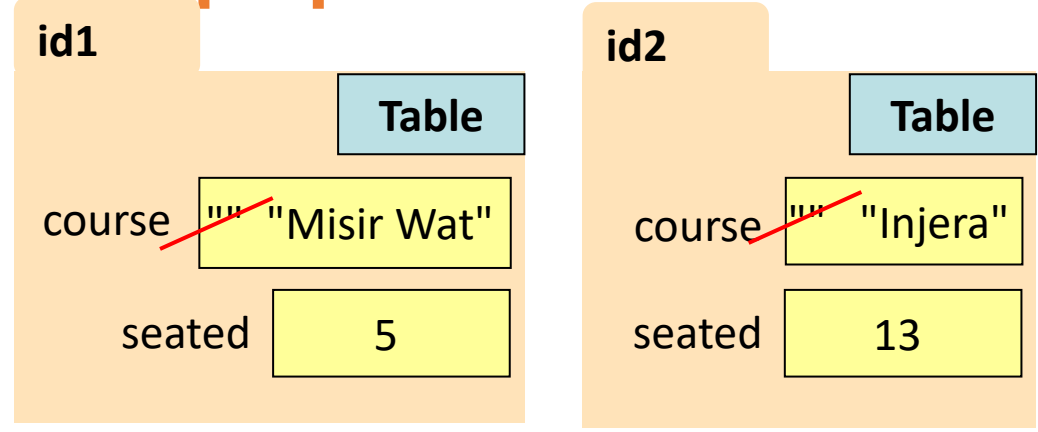 id1
Table
course "" "Misir Wat"
seated 5
id2
Table
course "" "Injera"
seated 13